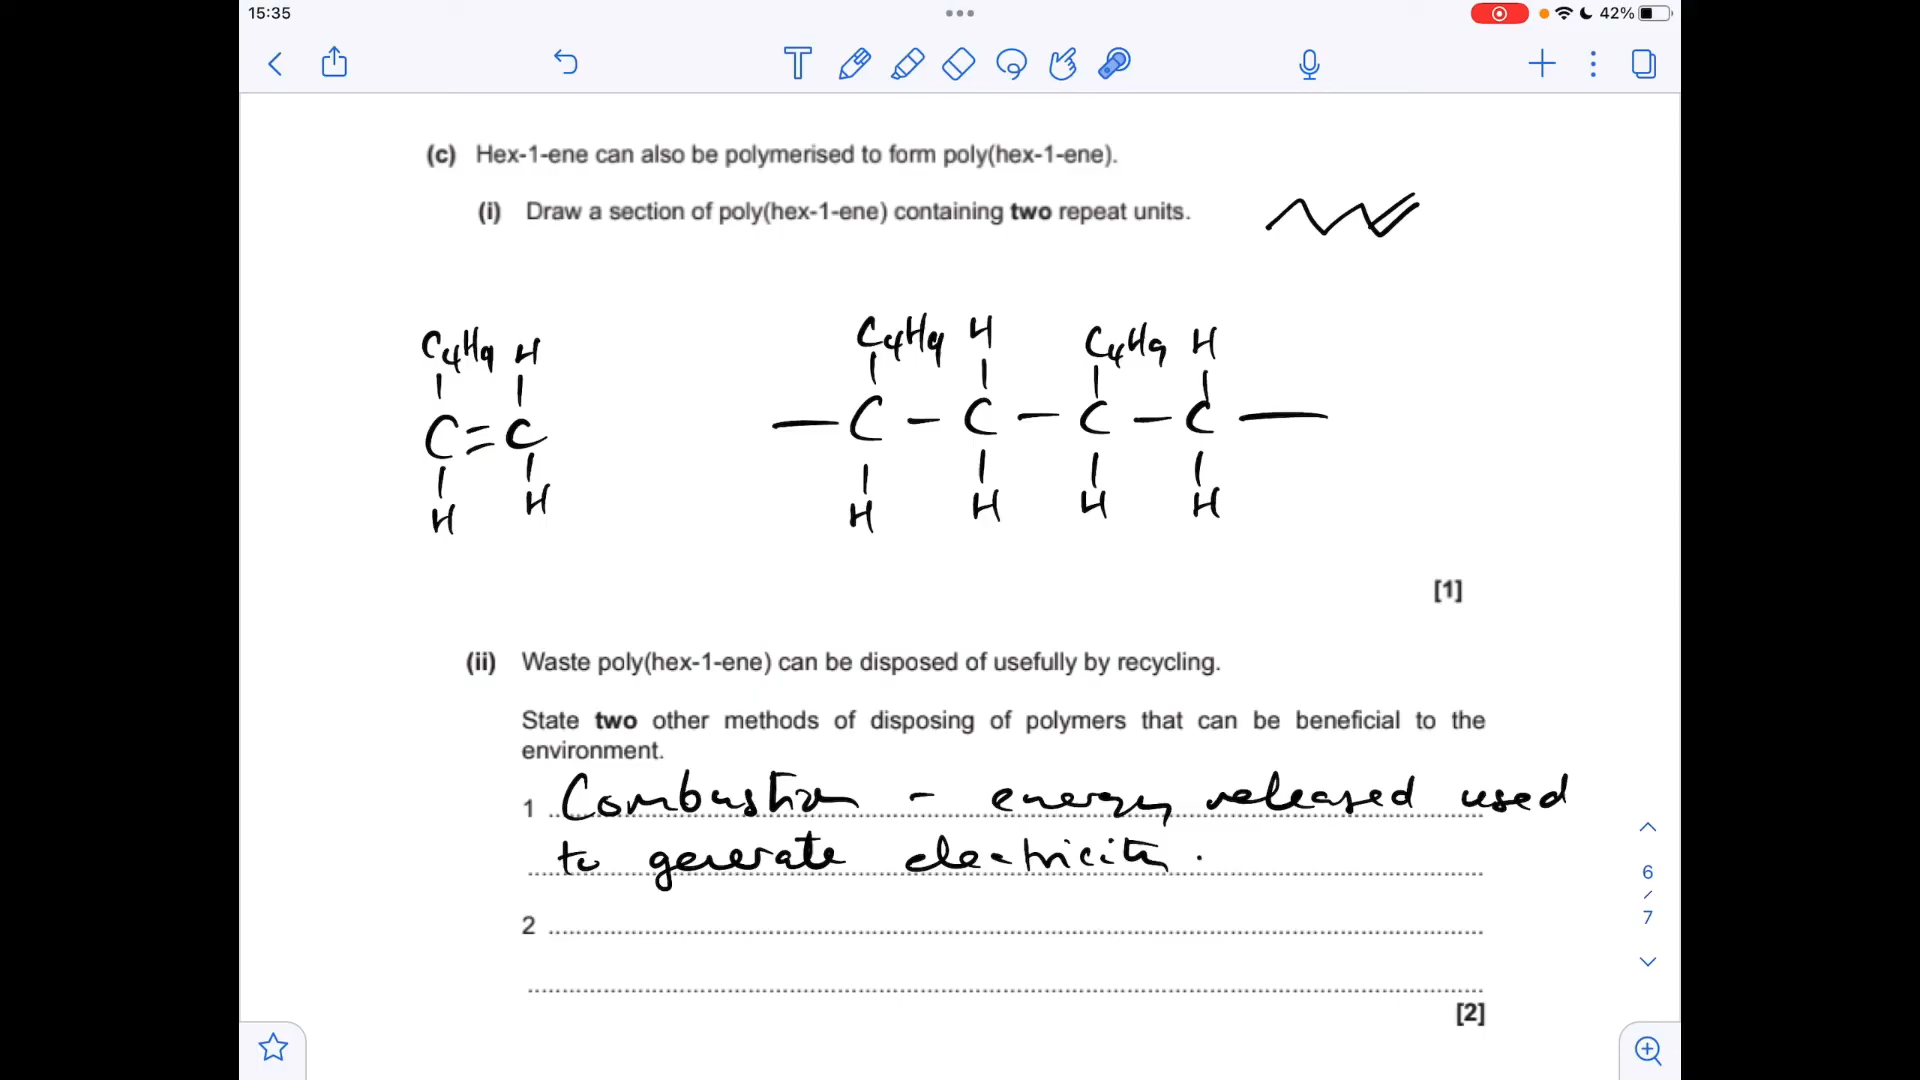 15:35
42%
(c) Hex-1-ene can also be polymerised to form poly(hex-1-ene).
(i) Draw a section of poly(hex-1-ene) containing two repeat units.
C4H9 H C4H9 H C4H9 H
C=C — C – C – C – C —
H H H H H H
[1]
(ii) Waste poly(hex-1-ene) can be disposed of usefully by recycling.
State two other methods of disposing of polymers that can be beneficial to the
environment.
1 Combustion - energy released used
to generate electricity.
2
[2]
6
/
7